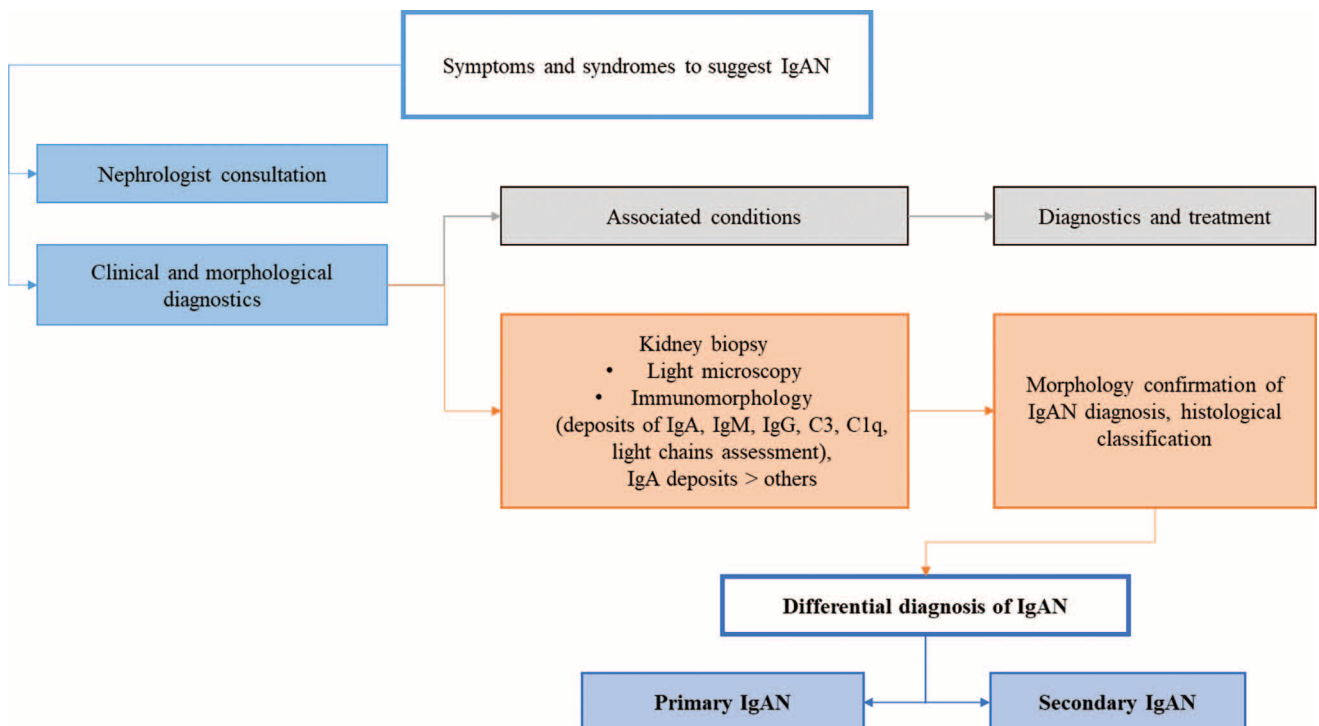 Symptoms and syndromes to suggest IgAN
Nephrologist consultation
Associated conditions
Diagnostics and treatment
Clinical and morphological
diagnostics
Kidney biopsy
• Light microscopy
• Immunomorphology
(deposits of IgA, IgM, IgG, C3, C1q,
light chains assessment),
IgA deposits > others
Morphology confirmation of
IgAN diagnosis, histological
classification
Differential diagnosis of IgAN
Primary IgAN
Secondary IgAN